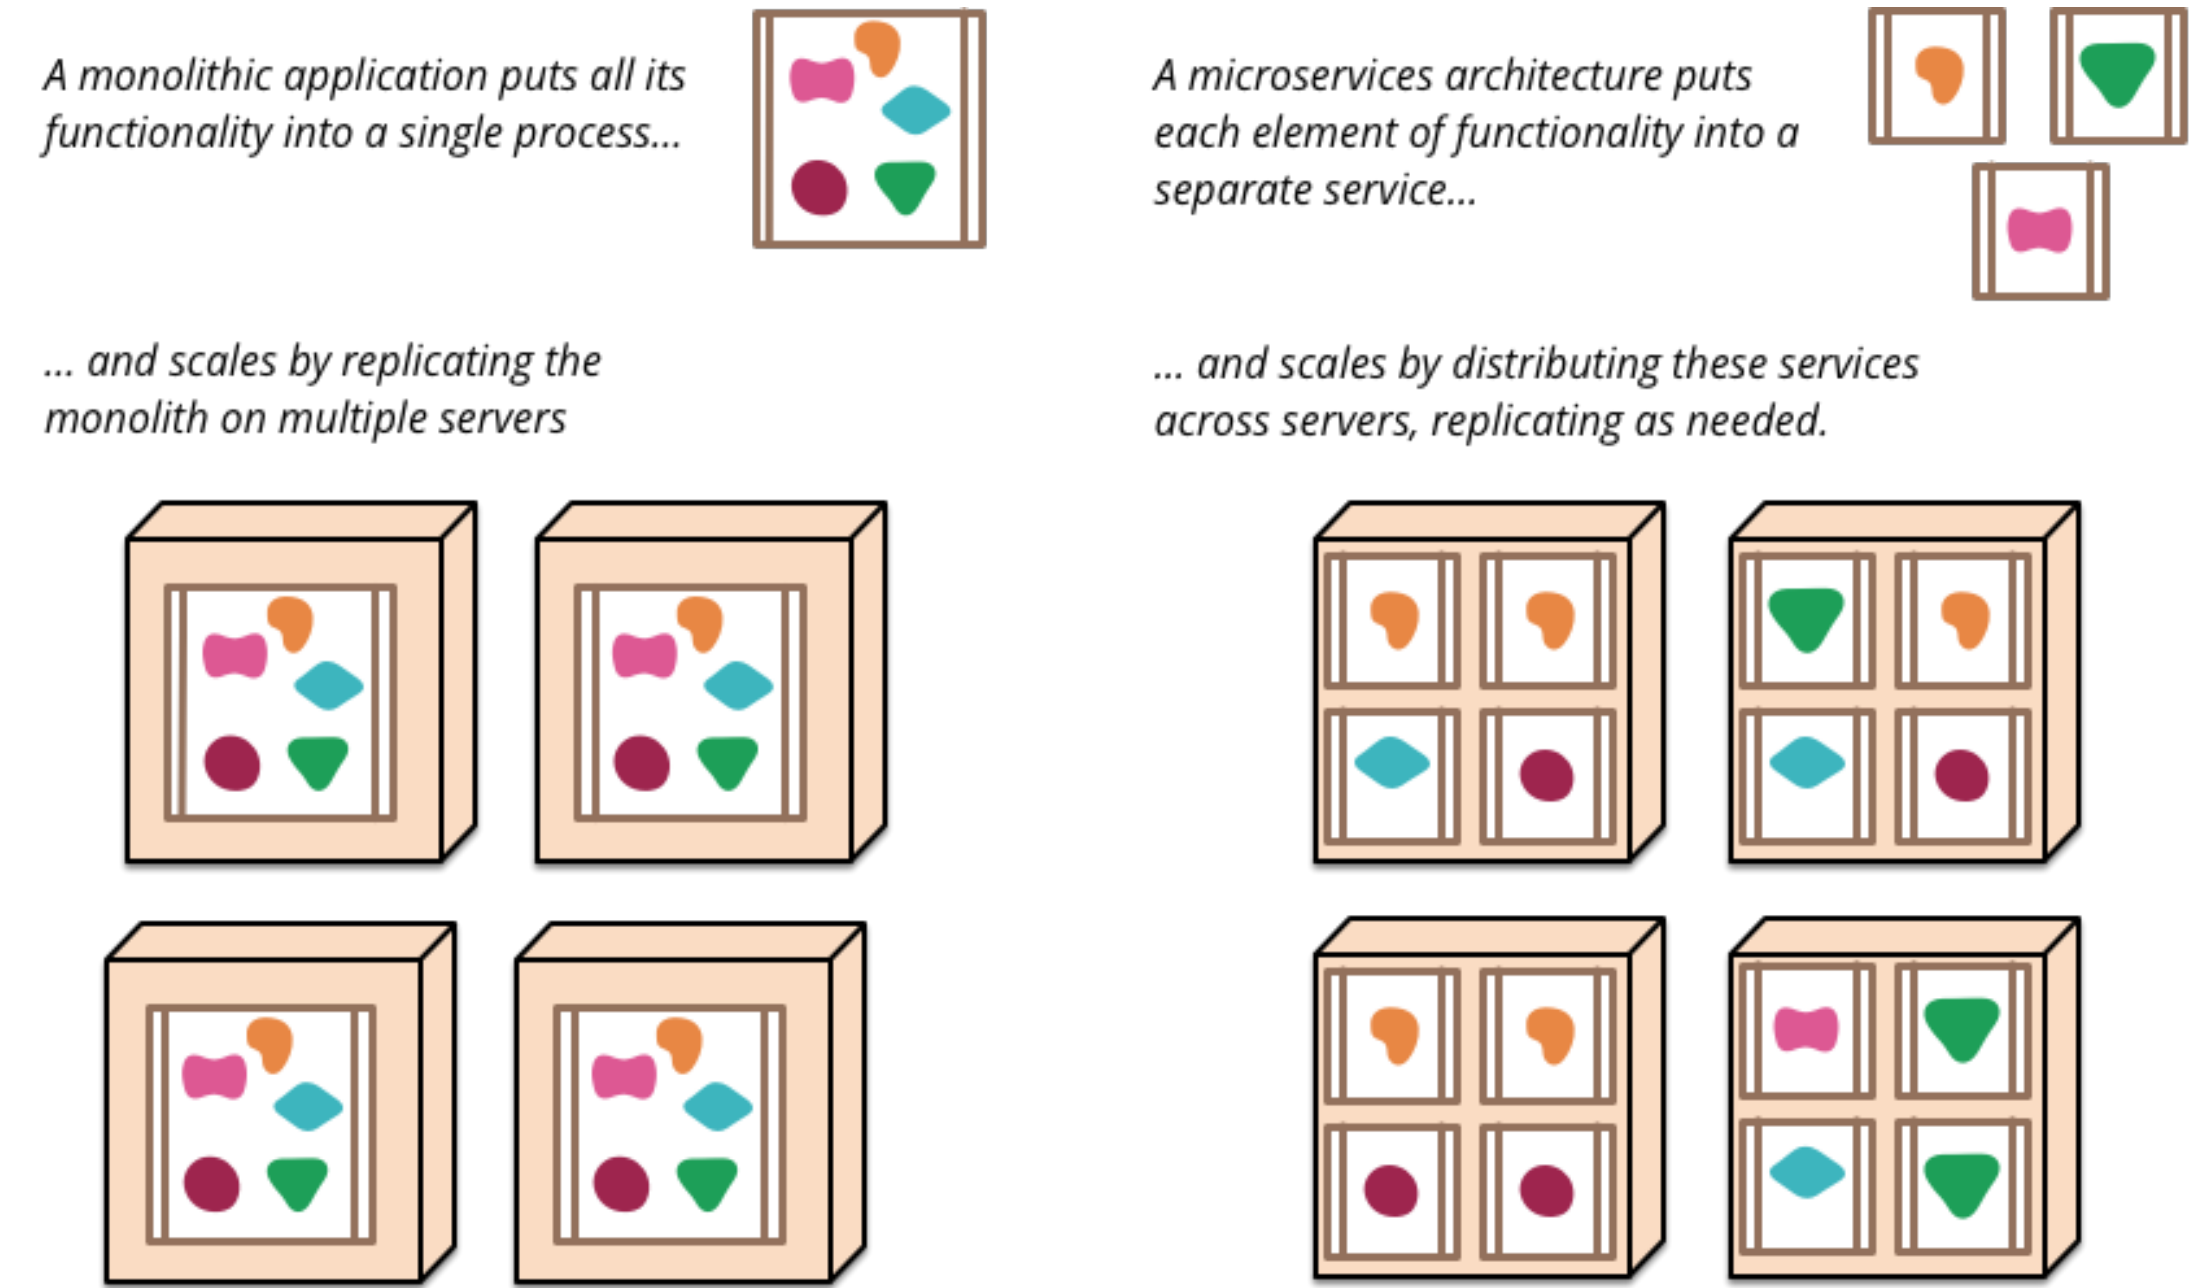 A monolithic application puts all its
functionality into a single process...
... and scales by replicating the
monolith on multiple servers
A microservices architecture puts
each element of functionality into a
separate service...
... and scales by distributing these services
across servers, replicating as needed.